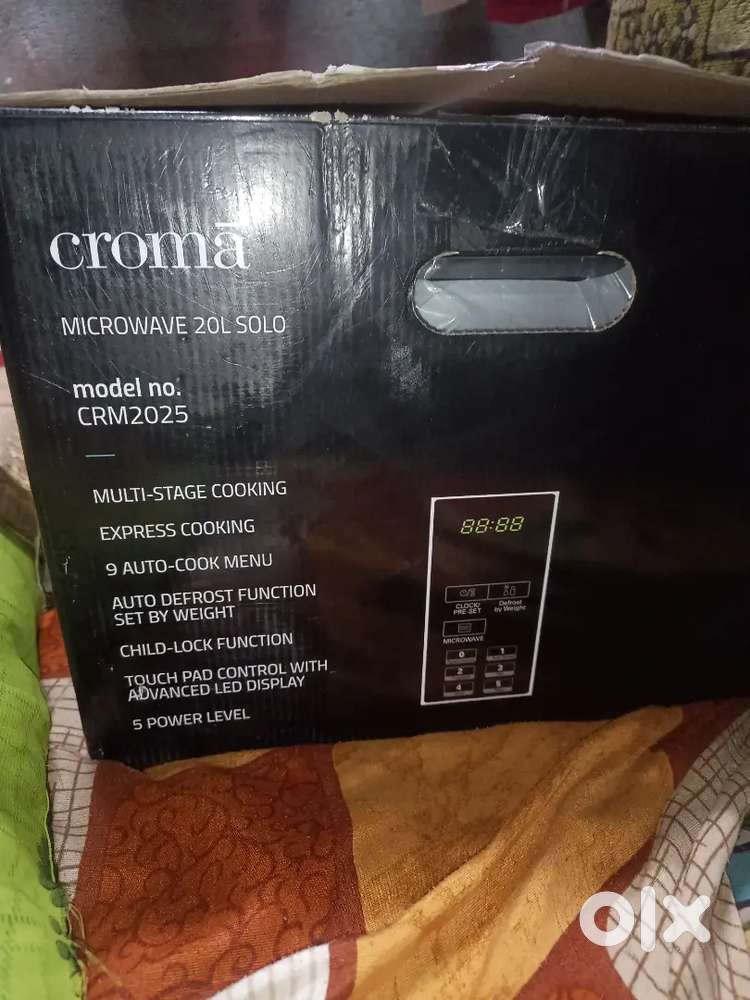 cromā
MICROWAVE 20L SOLO
model no.
CRM2025
MULTI-STAGE COOKING
EXPRESS COOKING
9 AUTO-COOK MENU
AUTO DEFROST FUNCTION
SET BY WEIGHT
CHILD-LOCK FUNCTION
TOUCH PAD CONTROL WITH
ADVANCED LED DISPLAY
5 POWER LEVEL
88:88
CLOCK/
PRE-SET
Defrost
by Weight
MICROWAVE
0 1
2 3
4 5
olx